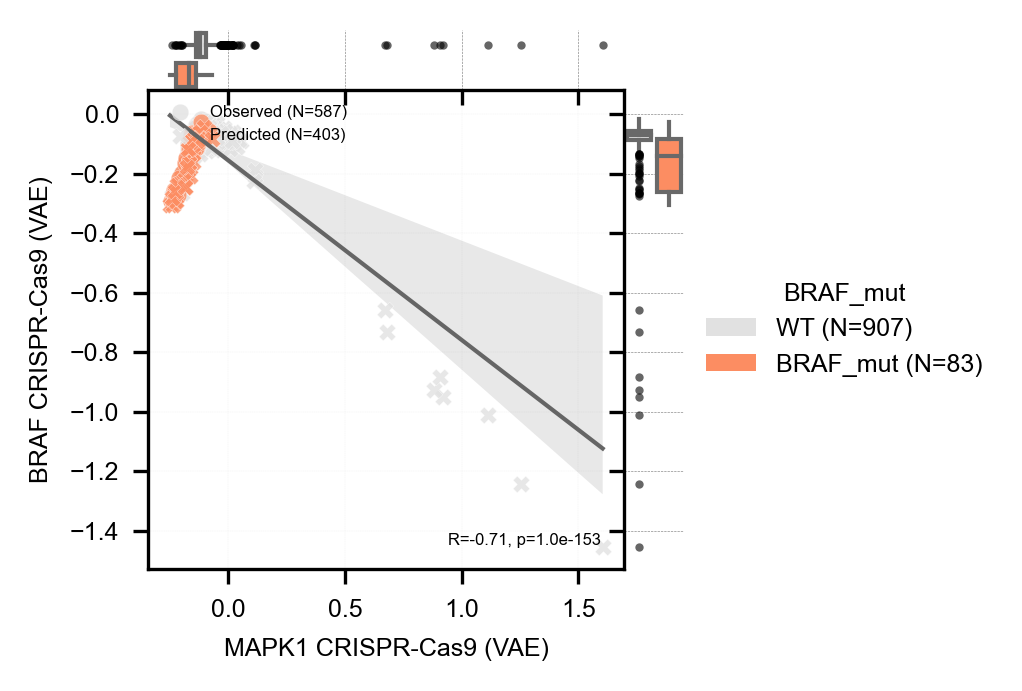 Observed (N=587)
Predicted (N=403)
0.0
−0.2
−0.4
−0.6
−0.8
−1.0
−1.2
−1.4
BRAF CRISPR-Cas9 (VAE)
R=-0.71, p=1.0e-153
0.0 0.5 1.0 1.5
MAPK1 CRISPR-Cas9 (VAE)
BRAF_mut
WT (N=907)
BRAF_mut (N=83)